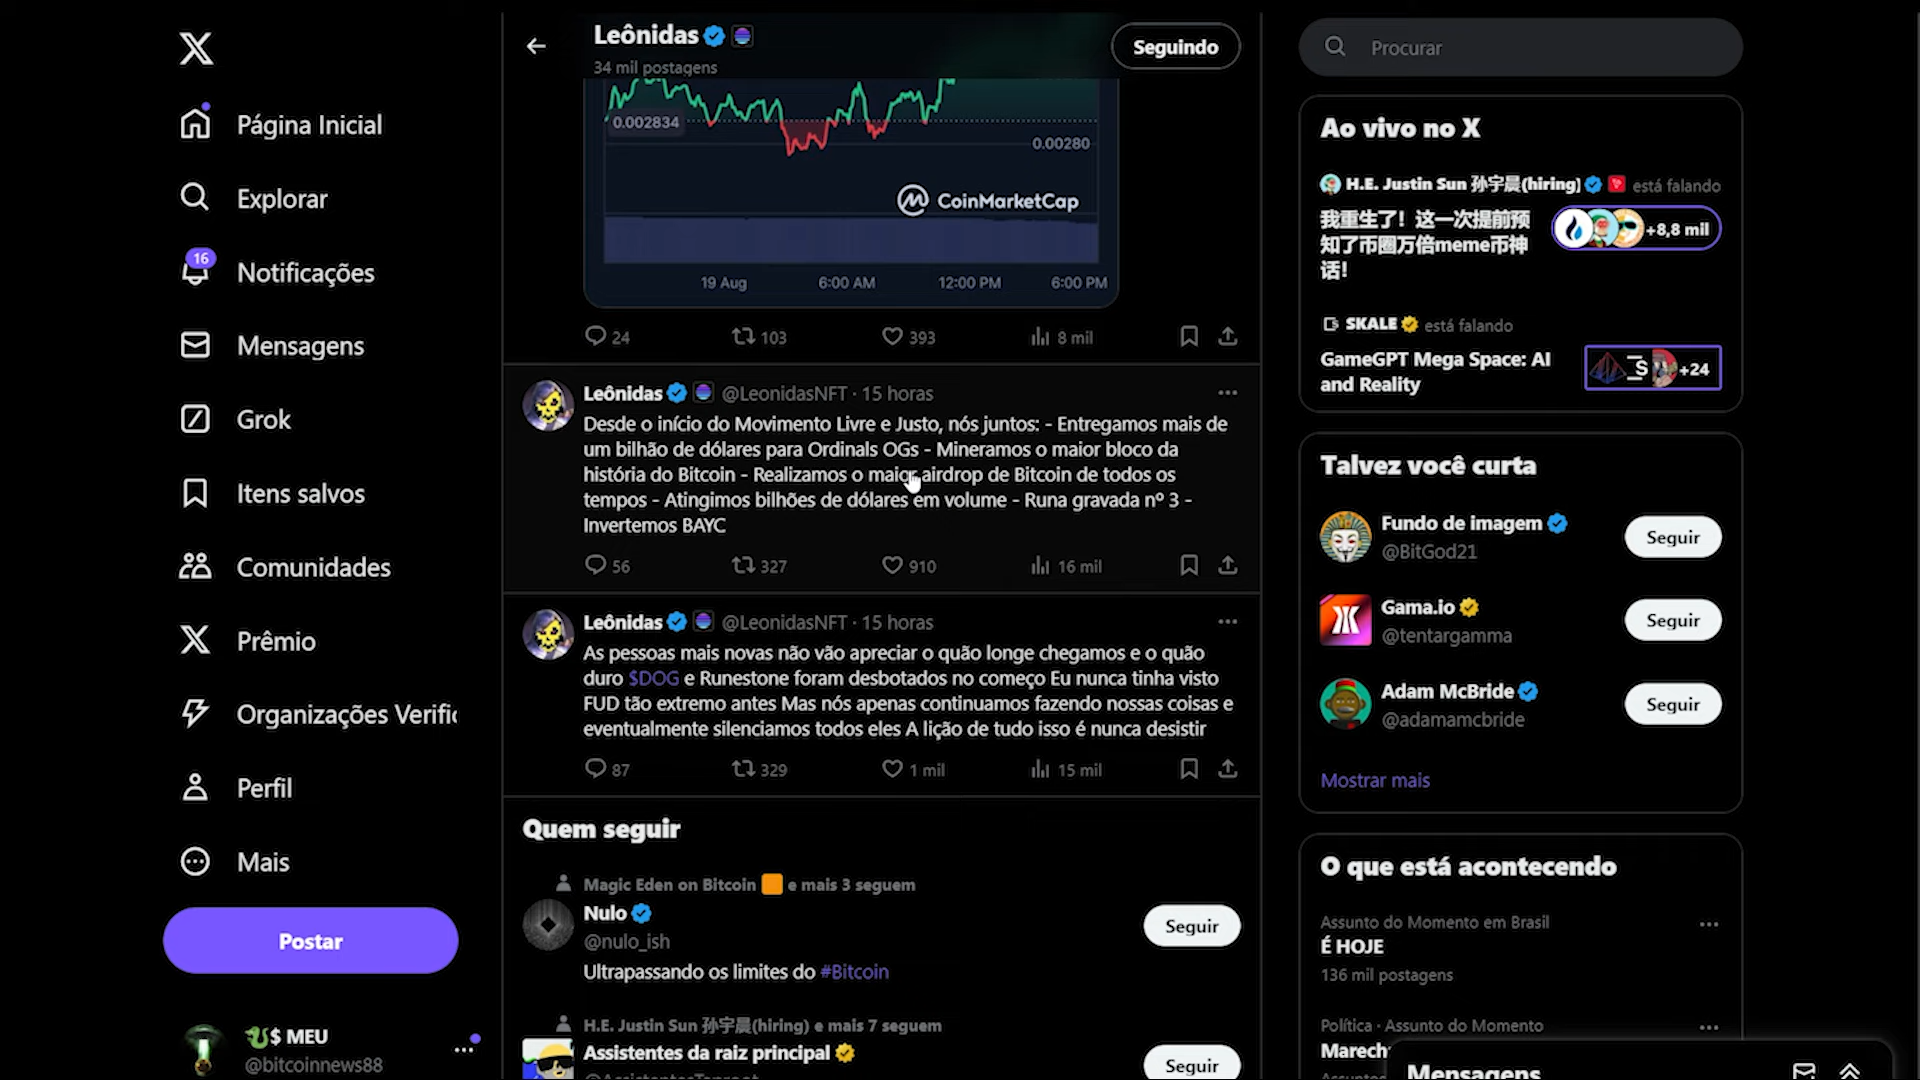 Página Inicial
Explorar
16
Notificações
Mensagens
Grok
Itens salvos
Comunidades
Prêmio
Organizações Verific
Perfil
Mais
Postar
$ MEU
@bitcoinnews88
Leônidas
34 mil postagens
Seguindo
0.002834
0.00280
CoinMarketCap
19 Aug 6:00 AM 12:00 PM 6:00 PM
24 103 393 8 mil
Leônidas @LeonidasNFT · 15 horas
Desde o início do Movimento Livre e Justo, nós juntos: - Entregamos mais de
um bilhão de dólares para Ordinals OGs - Mineramos o maior bloco da
história do Bitcoin - Realizamos o maior airdrop de Bitcoin de todos os
tempos - Atingimos bilhões de dólares em volume - Runa gravada nº 3 -
Invertemos BAYC
56 327 910 16 mil
Leônidas @LeonidasNFT · 15 horas
As pessoas mais novas não vão apreciar o quão longe chegamos e o quão
duro $DOG e Runestone foram desbotados no começo Eu nunca tinha visto
FUD tão extremo antes Mas nós apenas continuamos fazendo nossas coisas e
eventualmente silenciamos todos eles A lição de tudo isso é nunca desistir
87 329 1 mil 15 mil
Quem seguir
Magic Eden on Bitcoin e mais 3 seguem
Nulo
@nulo_ish
Seguir
Ultrapassando os limites do #Bitcoin
H.E. Justin Sun 孙宇晨(hiring) e mais 7 seguem
Assistentes da raiz principal
Seguir
Procurar
Ao vivo no X
H.E. Justin Sun 孙宇晨(hiring) está falando
我重生了！这一次提前预
知了币圈万倍meme币神
话！
+8,8 mil
SKALE está falando
GameGPT Mega Space: AI
and Reality
+24
Talvez você curta
Fundo de imagem
@BitGod21
Seguir
Gama.io
@tentargamma
Seguir
Adam McBride
@adamamcbride
Seguir
Mostrar mais
O que está acontecendo
Assunto do Momento em Brasil
É HOJE
136 mil postagens
Política · Assunto do Momento
Marech
Mensagens